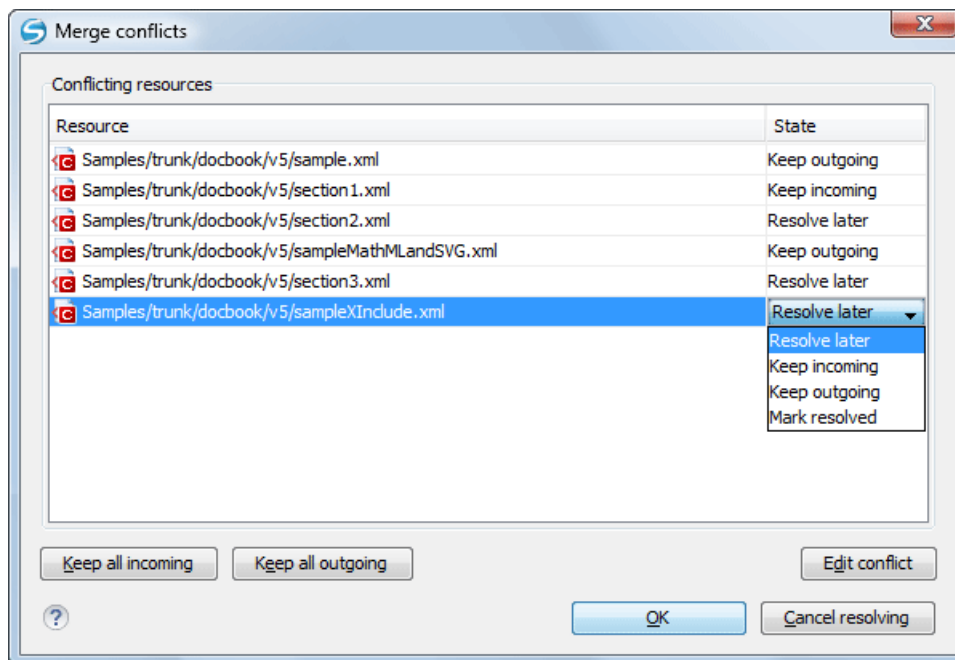 Merge conflicts
Conflicting resources
Resource State
Samples/trunk/docbook/v5/sample.xml Keep outgoing
Samples/trunk/docbook/v5/section1.xml Keep incoming
Samples/trunk/docbook/v5/section2.xml Resolve later
Samples/trunk/docbook/v5/sampleMathMLandSVG.xml Keep outgoing
Samples/trunk/docbook/v5/section3.xml Resolve later
Samples/trunk/docbook/v5/sampleXInclude.xml Resolve later
Resolve later
Keep incoming
Keep outgoing
Mark resolved
Keep all incoming Keep all outgoing Edit conflict
? OK Cancel resolving